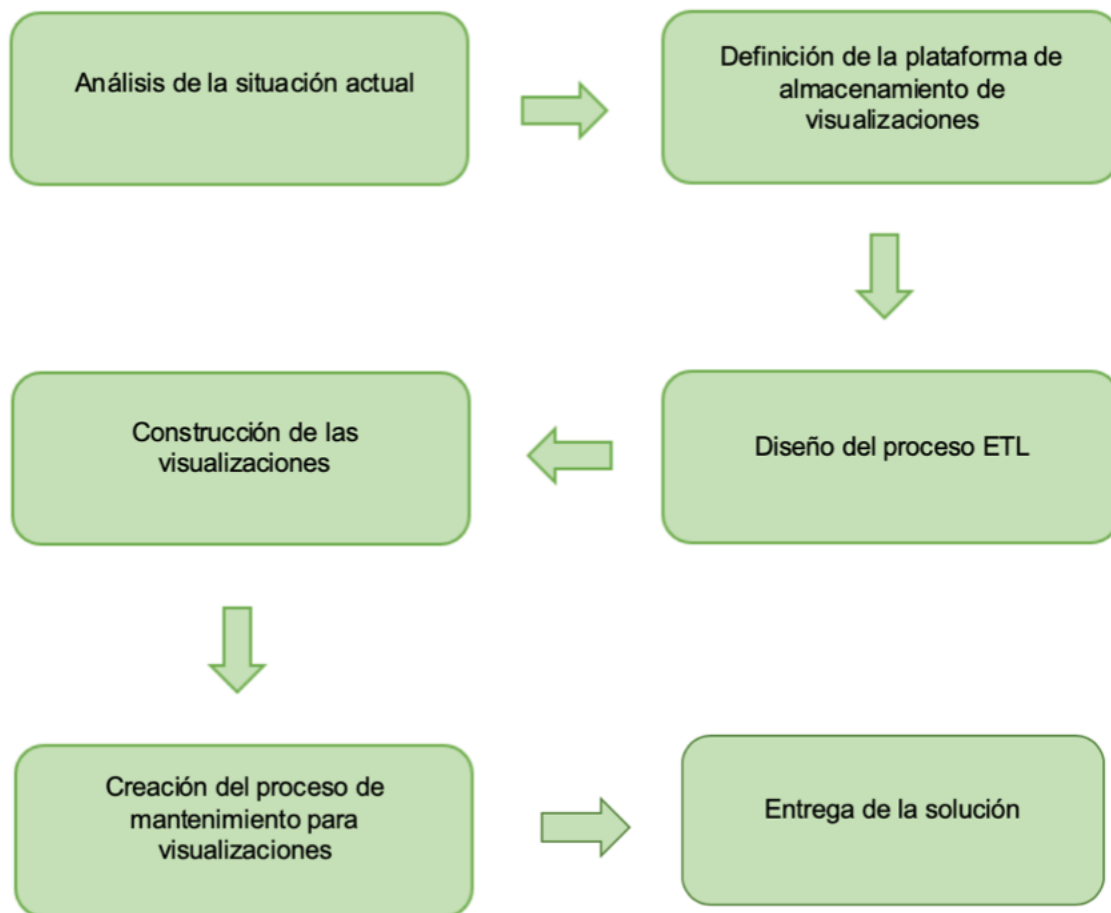 Análisis de la situación actual
Definición de la plataforma de
almacenamiento de
visualizaciones
Diseño del proceso ETL
Construcción de las
visualizaciones
Creación del proceso de
mantenimiento para
visualizaciones
Entrega de la solución